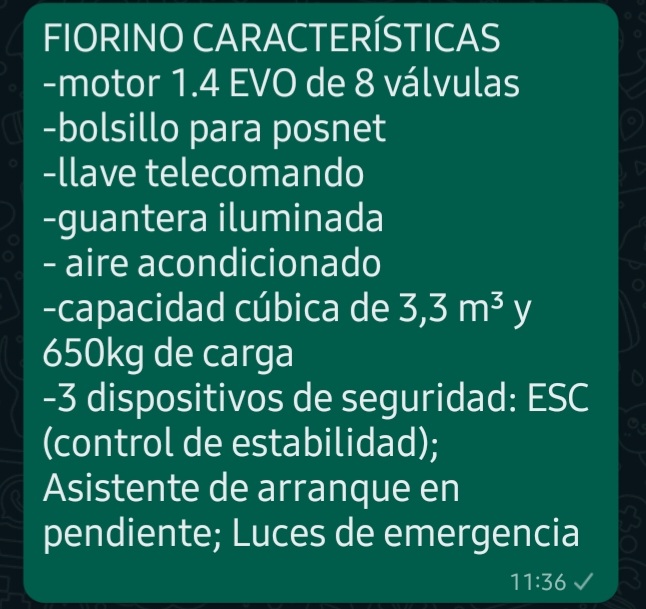 FIORINO CARACTERÍSTICAS
-motor 1.4 EVO de 8 válvulas
-bolsillo para posnet
-llave telecomando
-guantera iluminada
- aire acondicionado
-capacidad cúbica de 3,3 m³ y
650kg de carga
-3 dispositivos de seguridad: ESC
(control de estabilidad);
Asistente de arranque en
pendiente; Luces de emergencia
11:36